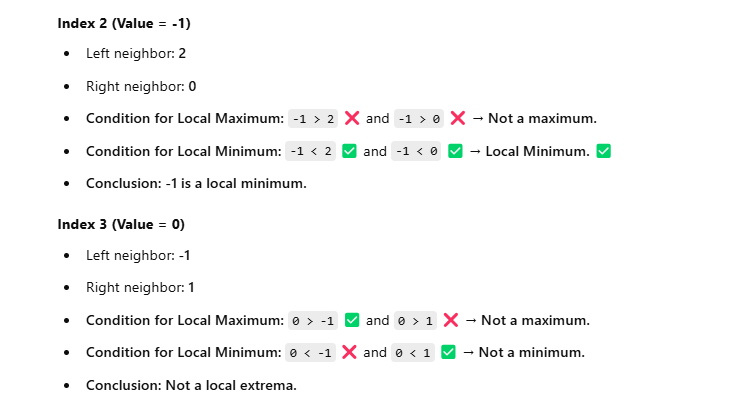 Index 2 (Value = -1)
• Left neighbor: 2
• Right neighbor: 0
• Condition for Local Maximum: -1 > 2 ❌ and -1 > 0 ❌ → Not a maximum.
• Condition for Local Minimum: -1 < 2 ✅ and -1 < 0 ✅ → Local Minimum. ✅
• Conclusion: -1 is a local minimum.
Index 3 (Value = 0)
• Left neighbor: -1
• Right neighbor: 1
• Condition for Local Maximum: 0 > -1 ✅ and 0 > 1 ❌ → Not a maximum.
• Condition for Local Minimum: 0 < -1 ❌ and 0 < 1 ✅ → Not a minimum.
• Conclusion: Not a local extrema.